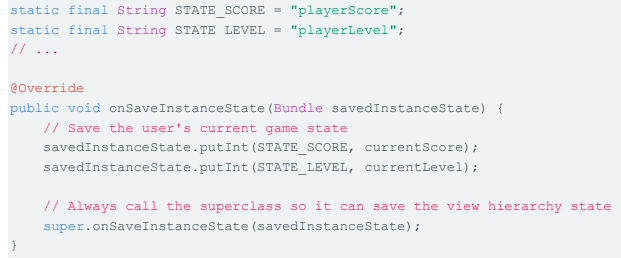 static final String STATE_SCORE = "playerScore";
static final String STATE LEVEL = "playerLevel";
// ...
@Override
public void onSaveInstanceState(Bundle savedInstanceState) {
// Save the user's current game state
savedInstanceState.putInt(STATE_SCORE, currentScore);
savedInstanceState.putInt(STATE_LEVEL, currentLevel);
// Always call the superclass so it can save the view hierarchy state
super.onSaveInstanceState(savedInstanceState);
}